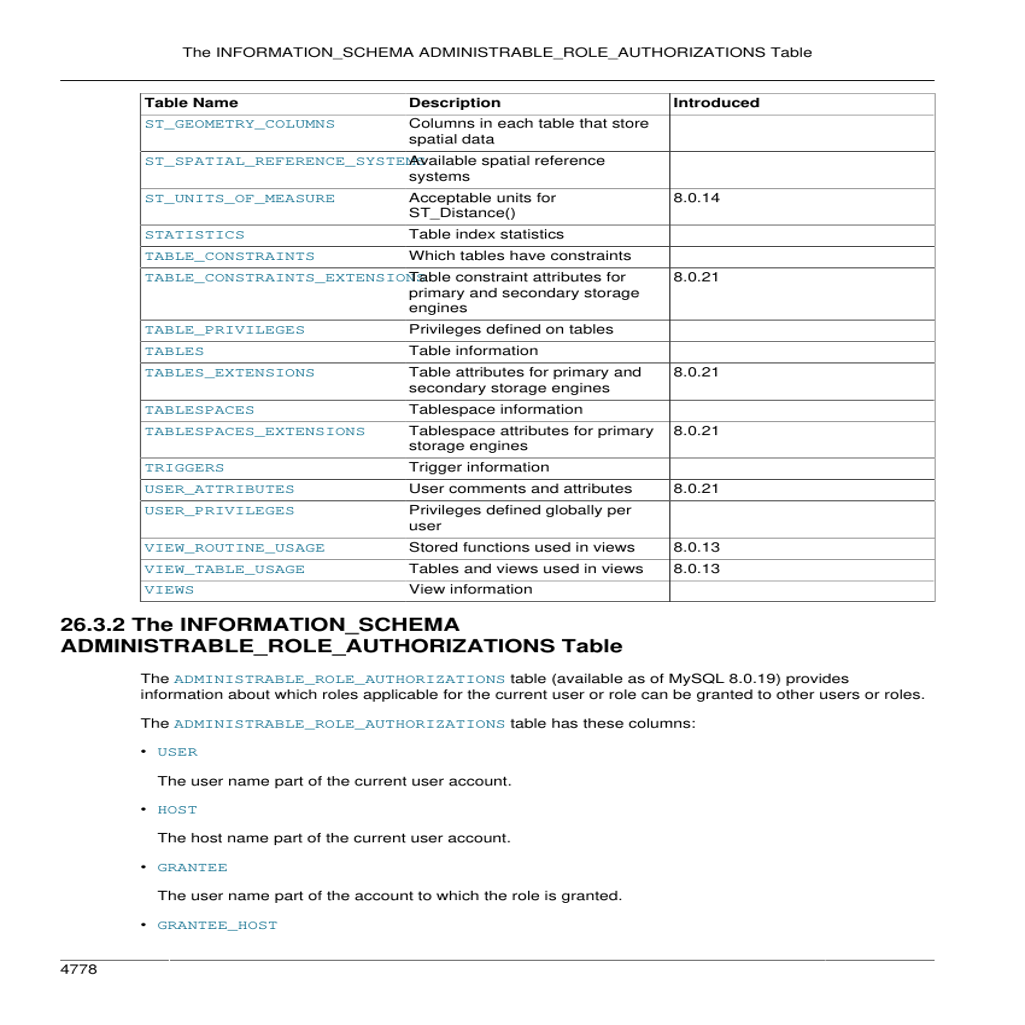 The INFORMATION_SCHEMA ADMINISTRABLE_ROLE_AUTHORIZATIONS Table
Table Name Description Introduced
ST_GEOMETRY_COLUMNS Columns in each table that store
spatial data
ST_SPATIAL_REFERENCE_SYSTEMS Available spatial reference
systems
ST_UNITS_OF_MEASURE Acceptable units for 8.0.14
ST_Distance()
STATISTICS Table index statistics
TABLE_CONSTRAINTS Which tables have constraints
TABLE_CONSTRAINTS_EXTENSIONS Table constraint attributes for 8.0.21
primary and secondary storage
engines
TABLE_PRIVILEGES Privileges defined on tables
TABLES Table information
TABLES_EXTENSIONS Table attributes for primary and 8.0.21
secondary storage engines
TABLESPACES Tablespace information
TABLESPACES_EXTENSIONS Tablespace attributes for primary 8.0.21
storage engines
TRIGGERS Trigger information
USER_ATTRIBUTES User comments and attributes 8.0.21
USER_PRIVILEGES Privileges defined globally per
user
VIEW_ROUTINE_USAGE Stored functions used in views 8.0.13
VIEW_TABLE_USAGE Tables and views used in views 8.0.13
VIEWS View information
26.3.2 The INFORMATION_SCHEMA
ADMINISTRABLE_ROLE_AUTHORIZATIONS Table
The ADMINISTRABLE_ROLE_AUTHORIZATIONS table (available as of MySQL 8.0.19) provides
information about which roles applicable for the current user or role can be granted to other users or roles.
The ADMINISTRABLE_ROLE_AUTHORIZATIONS table has these columns:
• USER
The user name part of the current user account.
• HOST
The host name part of the current user account.
• GRANTEE
The user name part of the account to which the role is granted.
• GRANTEE_HOST
4778